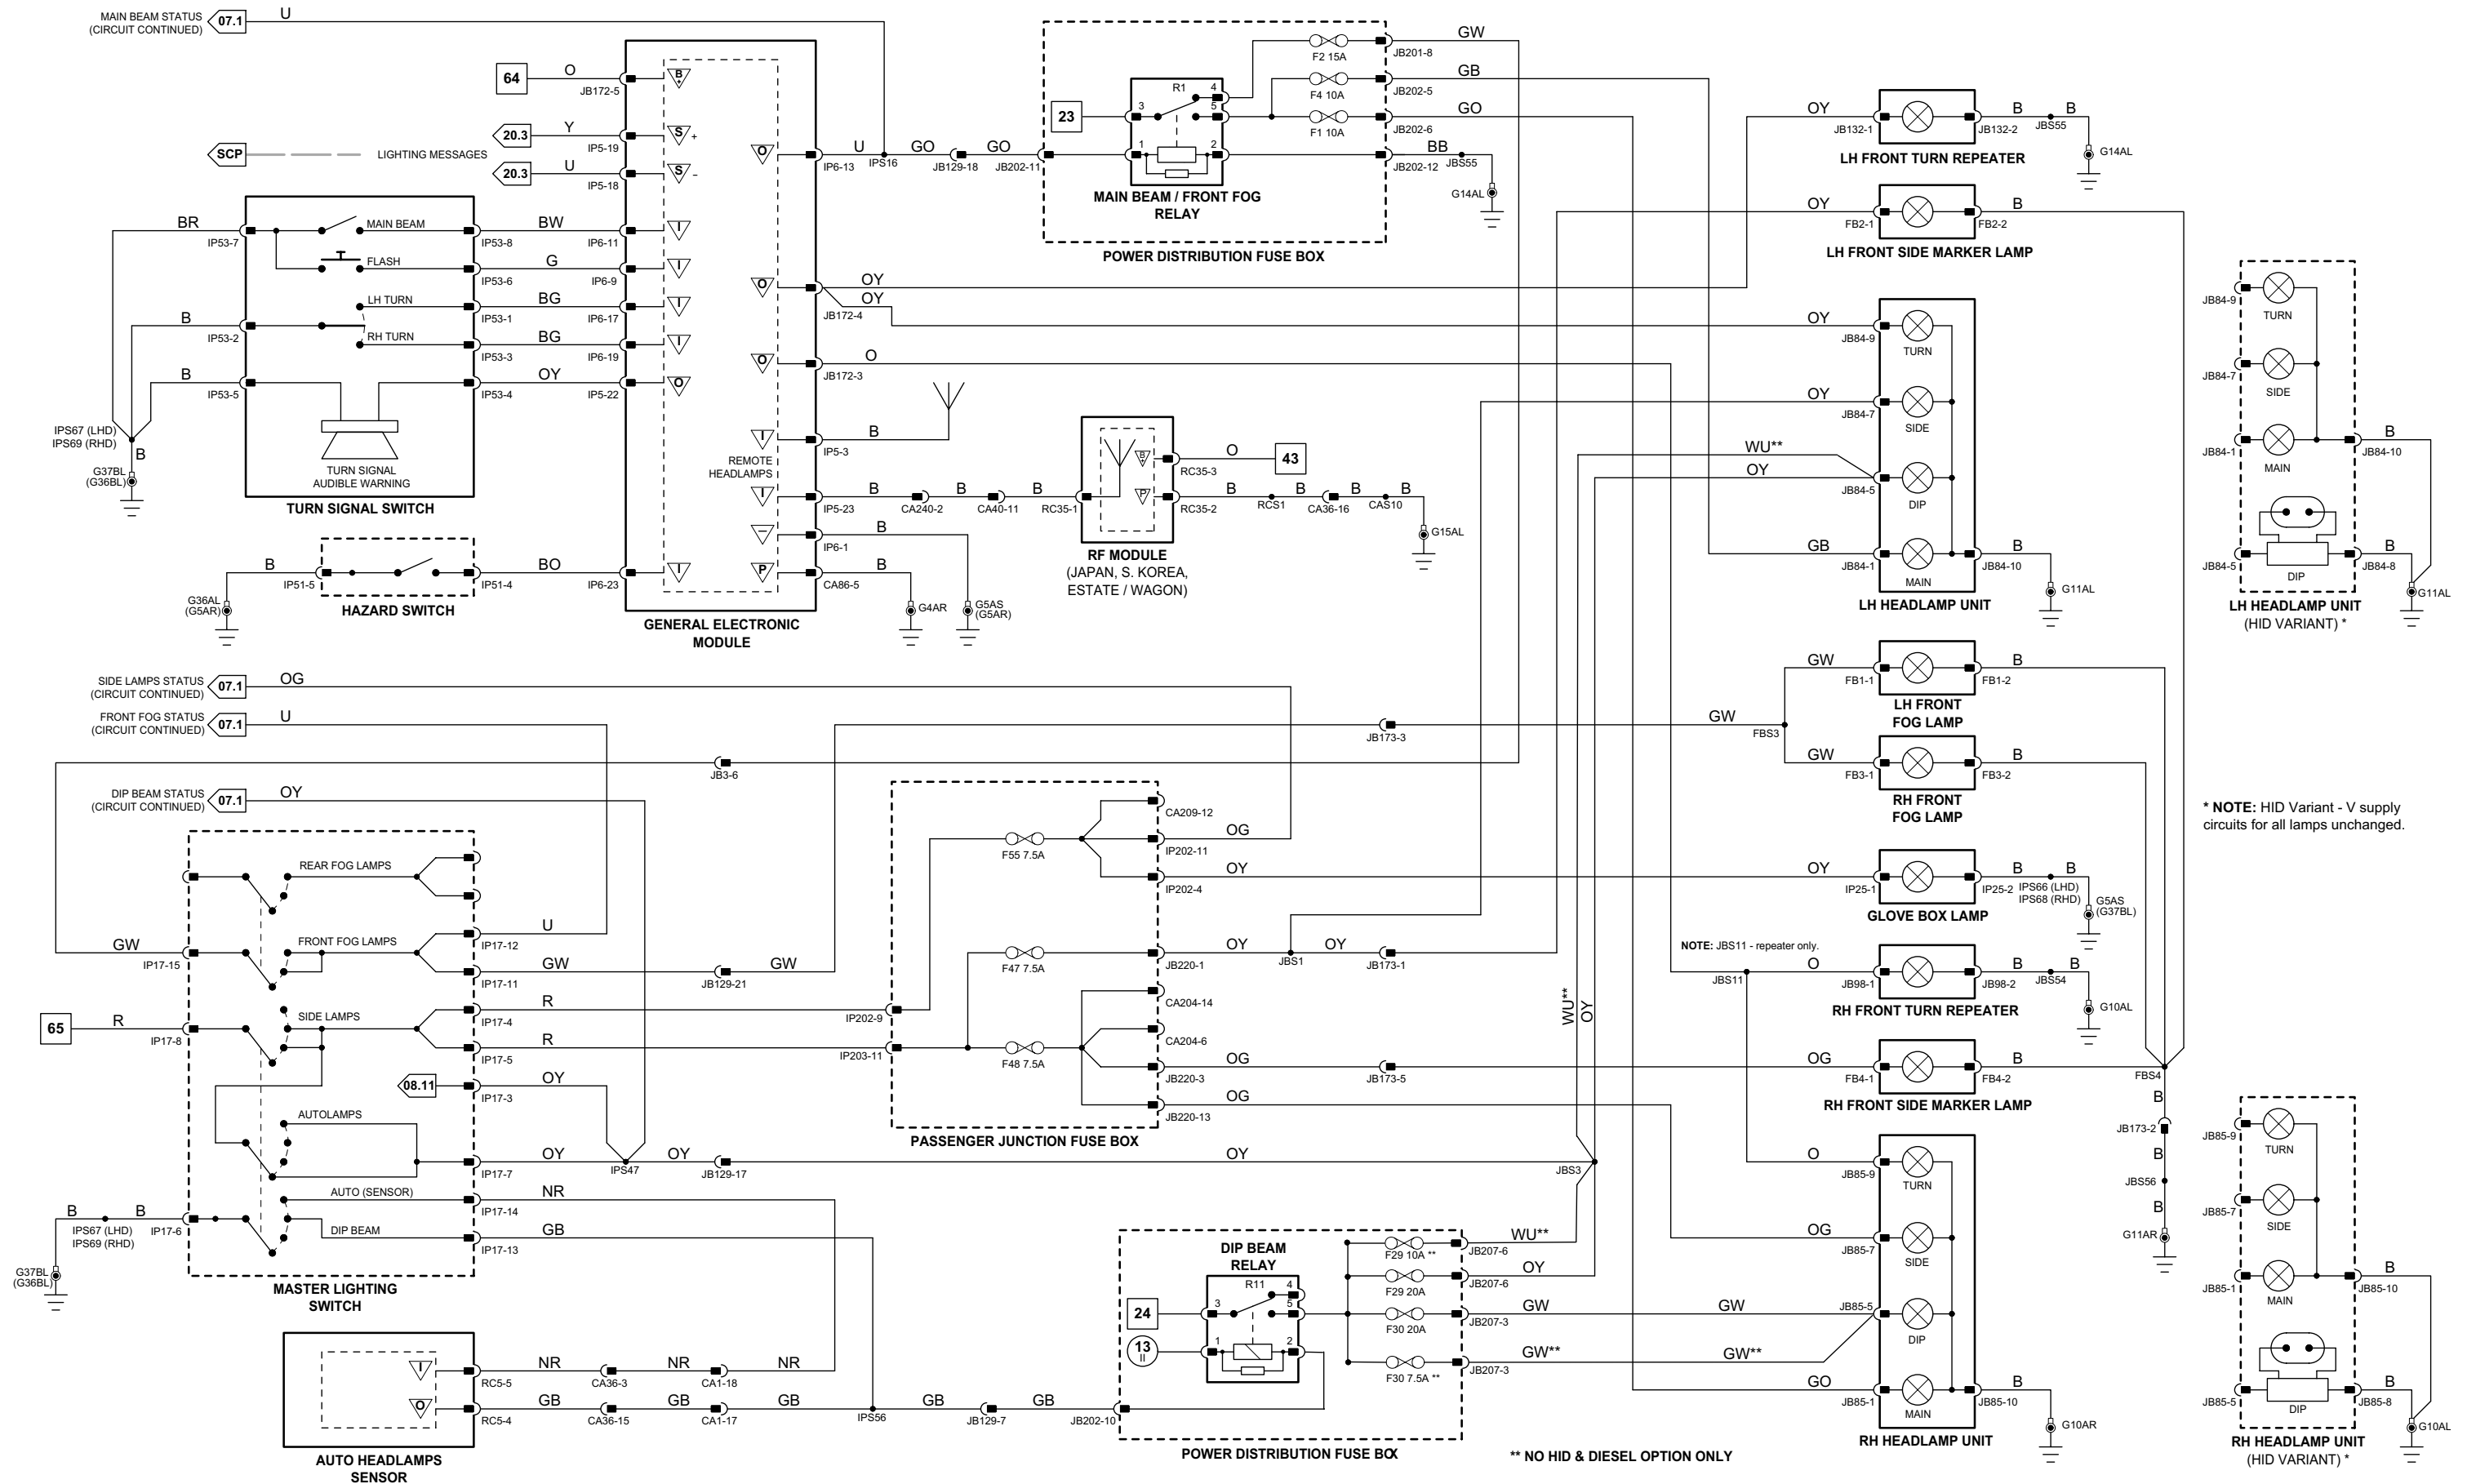 MAIN BEAM STATUS
(CIRCUIT CONTINUED)
07.1
U
64
O
JB172-5
B
+
20.3
Y
IP5-19
S
+
SCP
LIGHTING MESSAGES
20.3
U
IP5-18
S
-
BR
IP53-7
MAIN BEAM
IP53-8
BW
IP6-11
I
FLASH
IP53-6
G
IP6-9
I
LH TURN
IP53-1
BG
IP6-17
I
B
IP53-2
RH TURN
IP53-3
BG
IP6-19
I
B
IP53-5
IP53-4
OY
IP5-22
O
IPS67 (LHD)
IPS69 (RHD)
B
G37BL
(G36BL)
TURN SIGNAL
AUDIBLE WARNING
TURN SIGNAL SWITCH
B
IP51-5
IP51-4
BO
IP6-23
I
G36AL
(G5AR)
HAZARD SWITCH
O
IP6-13
U
IPS16
GO
JB129-18
GO
JB202-11
O
JB172-4
OY
OY
O
JB172-3
O
I
IP5-3
B
REMOTE
HEADLAMPS
I
IP5-23
B
CA240-2
B
CA40-11
B
RC35-1
IP6-1
B
P
CA86-5
B
G4AR
G5AS
(G5AR)
GENERAL ELECTRONIC
MODULE
B
+
RC35-3
O
43
P
RC35-2
B
RCS1
B
CA36-16
B
CAS10
B
G15AL
RF MODULE
(JAPAN, S. KOREA,
ESTATE / WAGON)
23
R1
3
4
5
1
2
MAIN BEAM / FRONT FOG
RELAY
F2 15A
JB201-8
GW
F4 10A
JB202-5
GB
F1 10A
JB202-6
GO
JB202-12
BB
JBS55
G14AL
POWER DISTRIBUTION FUSE BOX
OY
JB132-1
JB132-2
B
JBS55
B
G14AL
LH FRONT TURN REPEATER
OY
FB2-1
FB2-2
B
LH FRONT SIDE MARKER LAMP
OY
JB84-9
TURN
OY
JB84-7
SIDE
WU**
OY
JB84-5
DIP
GB
JB84-1
MAIN
JB84-10
B
G11AL
LH HEADLAMP UNIT
JB84-9
TURN
JB84-7
SIDE
JB84-1
MAIN
JB84-10
B
JB84-5
DIP
JB84-8
B
G11AL
LH HEADLAMP UNIT
(HID VARIANT) *
SIDE LAMPS STATUS
(CIRCUIT CONTINUED)
07.1
OG
FRONT FOG STATUS
(CIRCUIT CONTINUED)
07.1
U
JB3-6
DIP BEAM STATUS
(CIRCUIT CONTINUED)
07.1
OY
JB173-3
GW
FBS3
GW
FB1-1
FB1-2
B
LH FRONT
FOG LAMP
GW
FB3-1
FB3-2
B
RH FRONT
FOG LAMP
* NOTE: HID Variant - V supply
circuits for all lamps unchanged.
REAR FOG LAMPS
GW
IP17-15
FRONT FOG LAMPS
IP17-12
U
IP17-11
GW
JB129-21
GW
65
R
IP17-8
SIDE LAMPS
IP17-4
R
IP202-9
IP17-5
R
IP203-11
08.11
IP17-3
OY
AUTOLAMPS
IP17-7
OY
IPS47
OY
JB129-17
OY
JBS3
AUTO (SENSOR)
IP17-14
NR
B
IPS67 (LHD)
IPS69 (RHD)
B
IP17-6
DIP BEAM
IP17-13
GB
G37BL
(G36BL)
MASTER LIGHTING
SWITCH
F55 7.5A
CA209-12
IP202-11
OG
IP202-4
OY
F47 7.5A
JB220-1
OY
JBS1
OY
JB173-1
CA204-14
CA204-6
F48 7.5A
JB220-3
OG
JB173-5
JB220-13
OG
PASSENGER JUNCTION FUSE BOX
WU**
OY
OY
IP25-1
IP25-2
B
IPS66 (LHD)
IPS68 (RHD)
B
G5AS
(G37BL)
GLOVE BOX LAMP
NOTE: JBS11 - repeater only.
JBS11
O
JB98-1
JB98-2
B
JBS54
B
G10AL
RH FRONT TURN REPEATER
OG
FB4-1
FB4-2
B
FBS4
RH FRONT SIDE MARKER LAMP
B
JB173-2
B
JBS56
B
G11AR
I
RC5-5
NR
CA36-3
NR
CA1-18
NR
O
RC5-4
GB
CA36-15
GB
CA1-17
GB
IPS56
GB
JB129-7
GB
JB202-10
AUTO HEADLAMPS
SENSOR
DIP BEAM
RELAY
24
13
II
R11
3
4
5
1
2
F29 10A **
JB207-6
WU**
F29 20A
JB207-6
OY
F30 20A
JB207-3
GW
GW
F30 7.5A **
JB207-3
GW**
GW**
POWER DISTRIBUTION FUSE BOX
** NO HID & DIESEL OPTION ONLY
O
JB85-9
TURN
OG
JB85-7
SIDE
JB85-5
DIP
GO
JB85-1
MAIN
JB85-10
B
G10AR
RH HEADLAMP UNIT
JB85-9
TURN
JB85-7
SIDE
JB85-1
MAIN
JB85-10
B
JB85-5
DIP
JB85-8
B
G10AL
RH HEADLAMP UNIT
(HID VARIANT) *